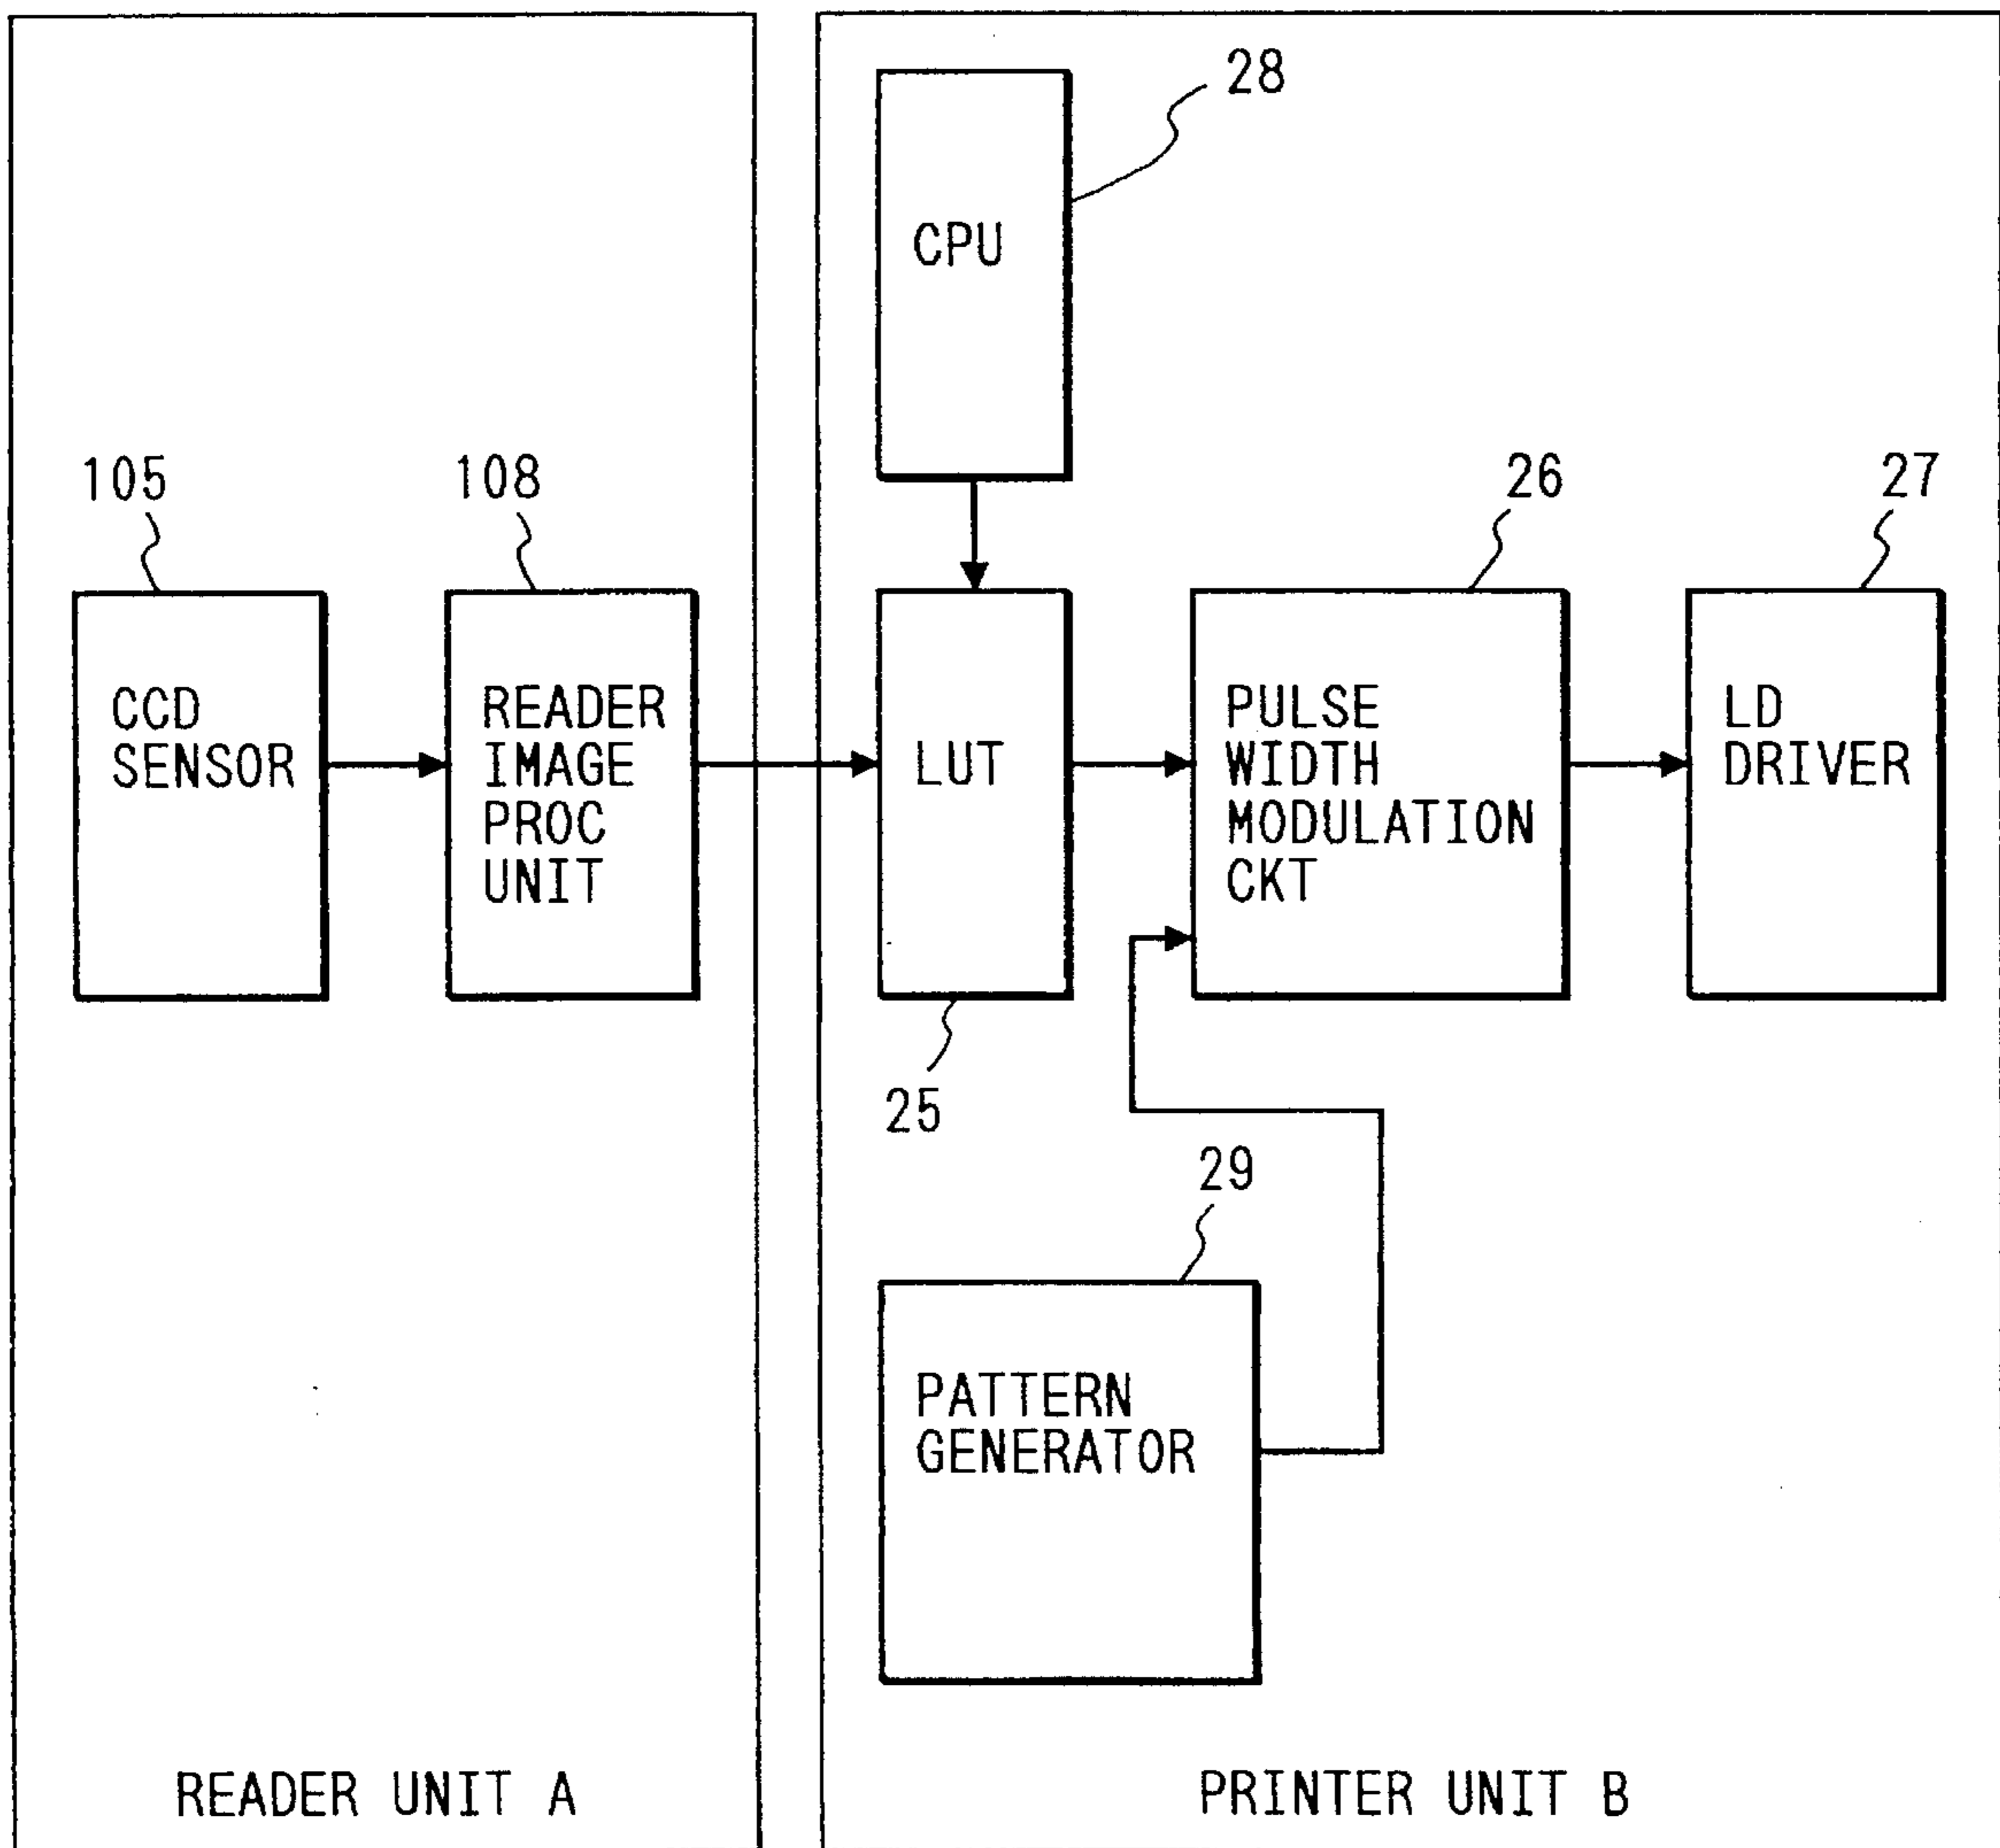 28
CPU
105
108
26
27
CCD
SENSOR
READER
IMAGE
PROC
UNIT
LUT
PULSE
WIDTH
MODULATION
CKT
LD
DRIVER
25
29
PATTERN
GENERATOR
READER UNIT A
PRINTER UNIT B